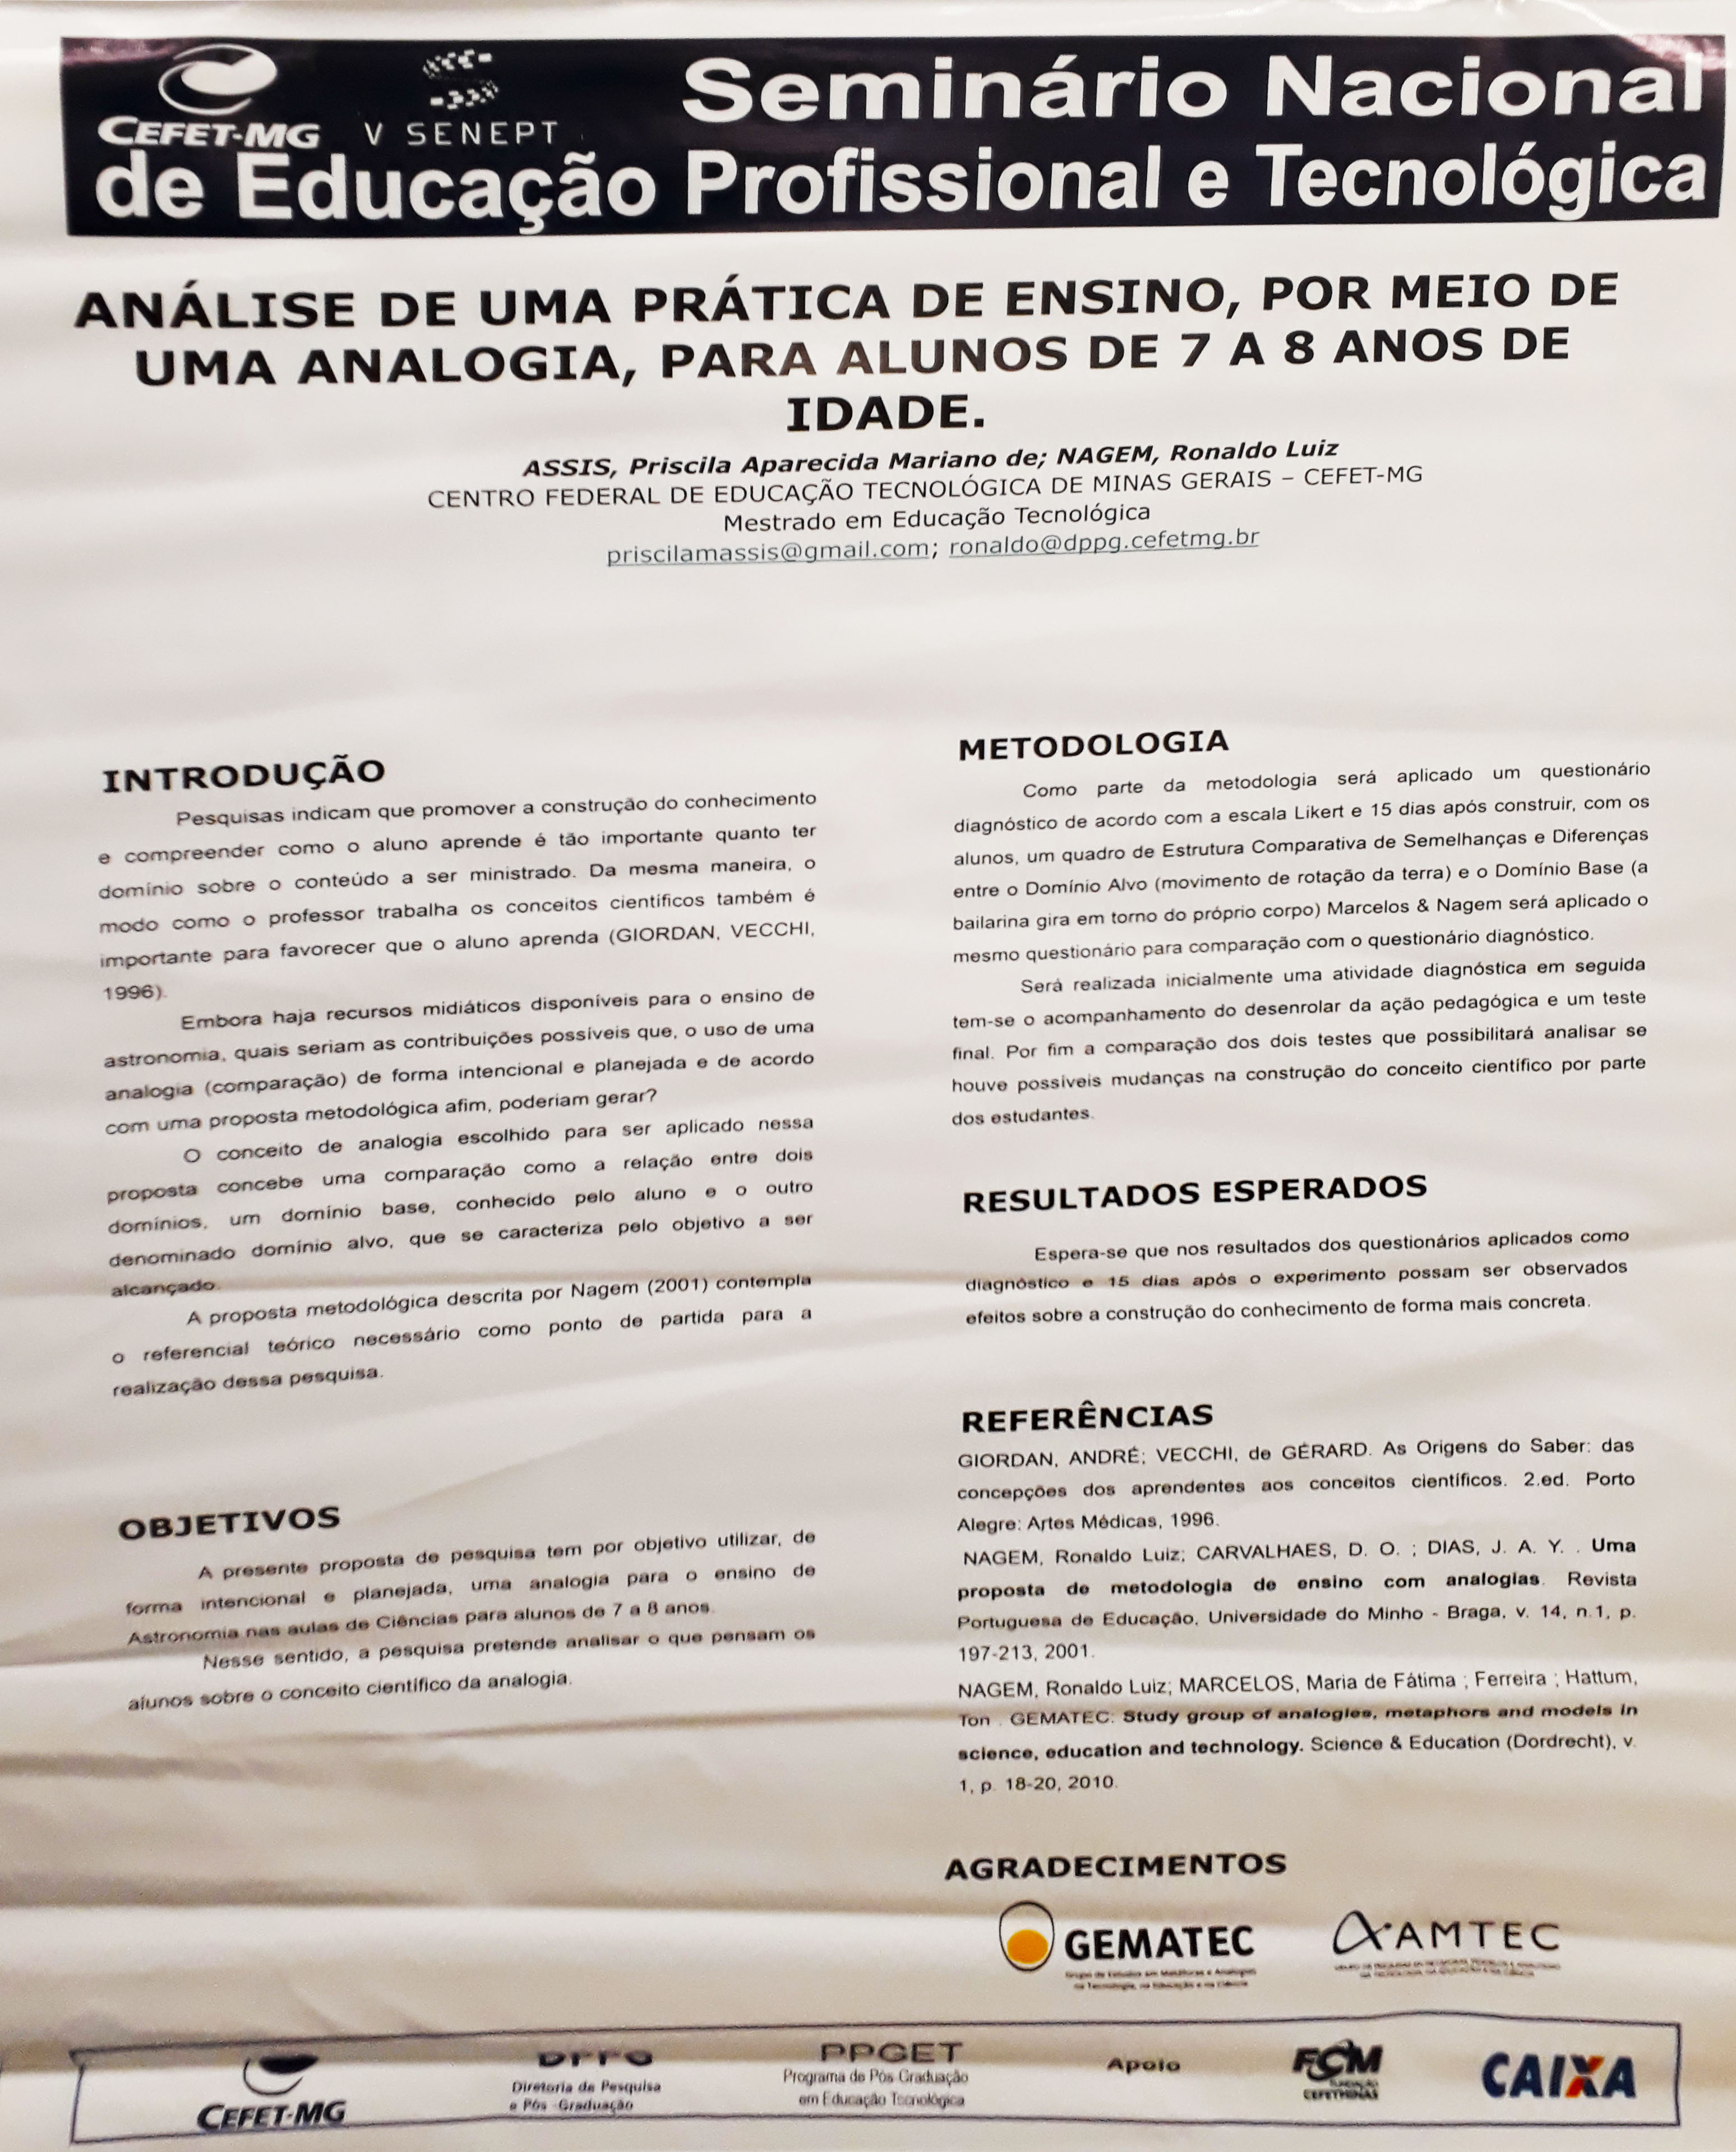 CEFET-MG V SENEPT Seminário Nacional
de Educação Profissional e Tecnológica
ANÁLISE DE UMA PRÁTICA DE ENSINO, POR MEIO DE
UMA ANALOGIA, PARA ALUNOS DE 7 A 8 ANOS DE
IDADE.
ASSIS, Priscila Aparecida Mariano de; NAGEM, Ronaldo Luiz
CENTRO FEDERAL DE EDUCAÇÃO TECNOLÓGICA DE MINAS GERAIS – CEFET-MG
Mestrado em Educação Tecnológica
priscilamassis@gmail.com; ronaldo@dppg.cefetmg.br
INTRODUÇÃO
Pesquisas indicam que promover a construção do conhecimento
e compreender como o aluno aprende é tão importante quanto ter
domínio sobre o conteúdo a ser ministrado. Da mesma maneira, o
modo como o professor trabalha os conceitos científicos também é
importante para favorecer que o aluno aprenda (GIORDAN, VECCHI,
1996).
Embora haja recursos midiáticos disponíveis para o ensino de
astronomia, quais seriam as contribuições possíveis que, o uso de uma
analogia (comparação) de forma intencional e planejada e de acordo
com uma proposta metodológica afim, poderiam gerar?
O conceito de analogia escolhido para ser aplicado nessa
proposta concebe uma comparação como a relação entre dois
domínios, um domínio base, conhecido pelo aluno e o outro
denominado domínio alvo, que se caracteriza pelo objetivo a ser
alcançado.
A proposta metodológica descrita por Nagem (2001) contempla
o referencial teórico necessário como ponto de partida para a
realização dessa pesquisa.
OBJETIVOS
A presente proposta de pesquisa tem por objetivo utilizar, de
forma intencional e planejada, uma analogia para o ensino de
Astronomia nas aulas de Ciências para alunos de 7 a 8 anos.
Nesse sentido, a pesquisa pretende analisar o que pensam os
alunos sobre o conceito científico da analogia.
METODOLOGIA
Como parte da metodologia será aplicado um questionário
diagnóstico de acordo com a escala Likert e 15 dias após construir, com os
alunos, um quadro de Estrutura Comparativa de Semelhanças e Diferenças
entre o Domínio Alvo (movimento de rotação da terra) e o Domínio Base (a
bailarina gira em torno do próprio corpo) Marcelos & Nagem será aplicado o
mesmo questionário para comparação com o questionário diagnóstico.
Será realizada inicialmente uma atividade diagnóstica em seguida
tem-se o acompanhamento do desenrolar da ação pedagógica e um teste
final. Por fim a comparação dos dois testes que possibilitará analisar se
houve possíveis mudanças na construção do conceito científico por parte
dos estudantes.
RESULTADOS ESPERADOS
Espera-se que nos resultados dos questionários aplicados como
diagnóstico e 15 dias após o experimento possam ser observados
efeitos sobre a construção do conhecimento de forma mais concreta.
REFERÊNCIAS
GIORDAN, ANDRÉ; VECCHI, de GÉRARD. As Origens do Saber: das
concepções dos aprendentes aos conceitos científicos. 2.ed. Porto
Alegre: Artes Médicas, 1996.
NAGEM, Ronaldo Luiz; CARVALHAES, D. O. ; DIAS, J. A. Y. . Uma
proposta de metodologia de ensino com analogias. Revista
Portuguesa de Educação, Universidade do Minho - Braga, v. 14, n.1, p.
197-213, 2001.
NAGEM, Ronaldo Luiz; MARCELOS, Maria de Fátima ; Ferreira ; Hattum,
Ton . GEMATEC: Study group of analogies, metaphors and models in
science, education and technology. Science & Education (Dordrecht), v.
1, p. 18-20, 2010.
AGRADECIMENTOS
GEMATEC
Grupo de Estudos em Metáforas e Analogias
na Tecnologia, na Educação e na Ciência
AMTEC
CEFET-MG
DPPG
Diretoria de Pesquisa
e Pós -Graduação
PPGET
Programa de Pós-Graduação
em Educação Tecnológica
Apoio
FCM
FUNDAÇÃO
CEFETMINAS
CAIXA